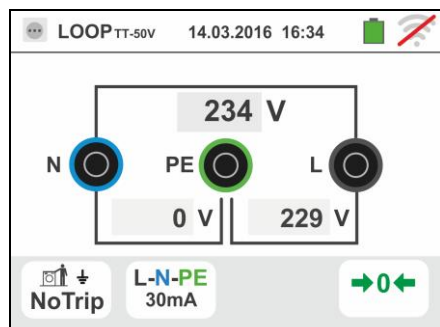 LOOP TT-50V 14.03.2016 16:34
234 V
N PE L
0 V 229 V
NoTrip L-N-PE 30mA →0←